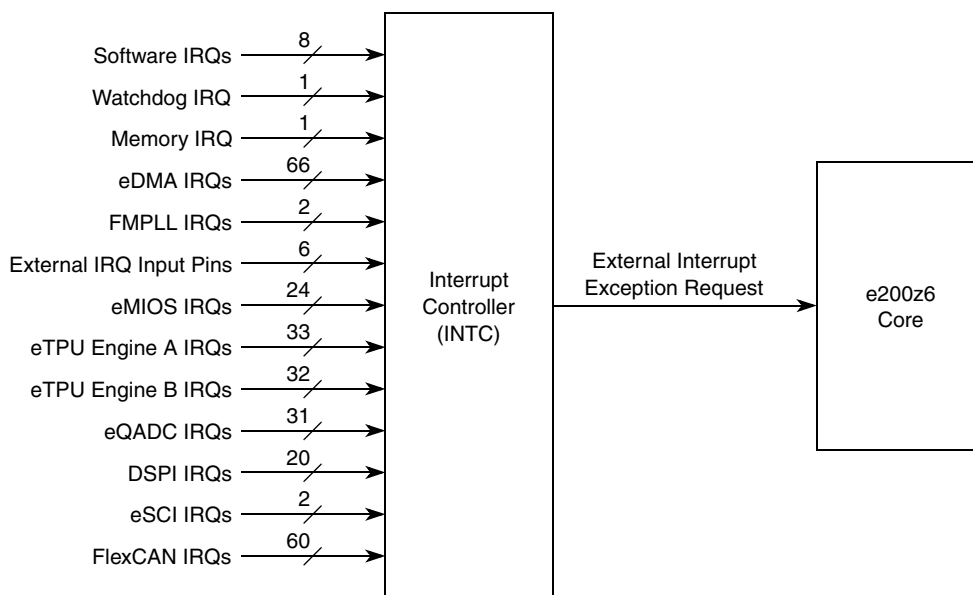 Software IRQs
8
Watchdog IRQ
1
Memory IRQ
1
eDMA IRQs
66
FMPLL IRQs
2
External IRQ Input Pins
6
eMIOS IRQs
24
eTPU Engine A IRQs
33
eTPU Engine B IRQs
32
eQADC IRQs
31
DSPI IRQs
20
eSCI IRQs
2
FlexCAN IRQs
60
Interrupt
Controller
(INTC)
External Interrupt
Exception Request
e200z6
Core